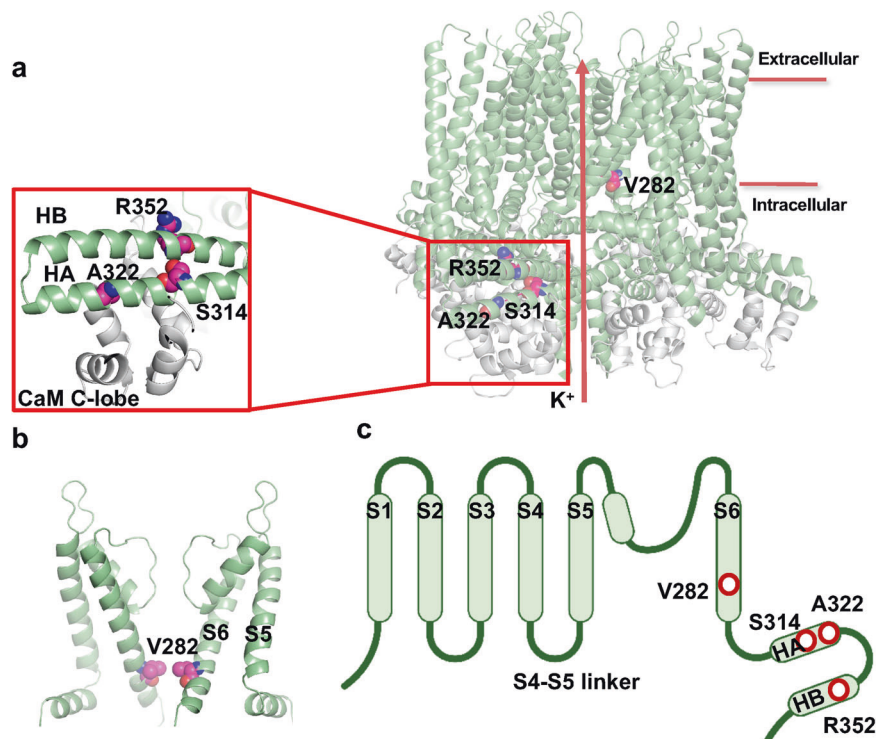 a
Extracellular
V282
Intracellular
R352
HB
HA
A322
S314
CaM C-lobe
R352
A322
S314
K+
b
V282
S6
S5
c
S1
S2
S3
S4
S5
S6
V282
S314
A322
HA
S4-S5 linker
HB
R352